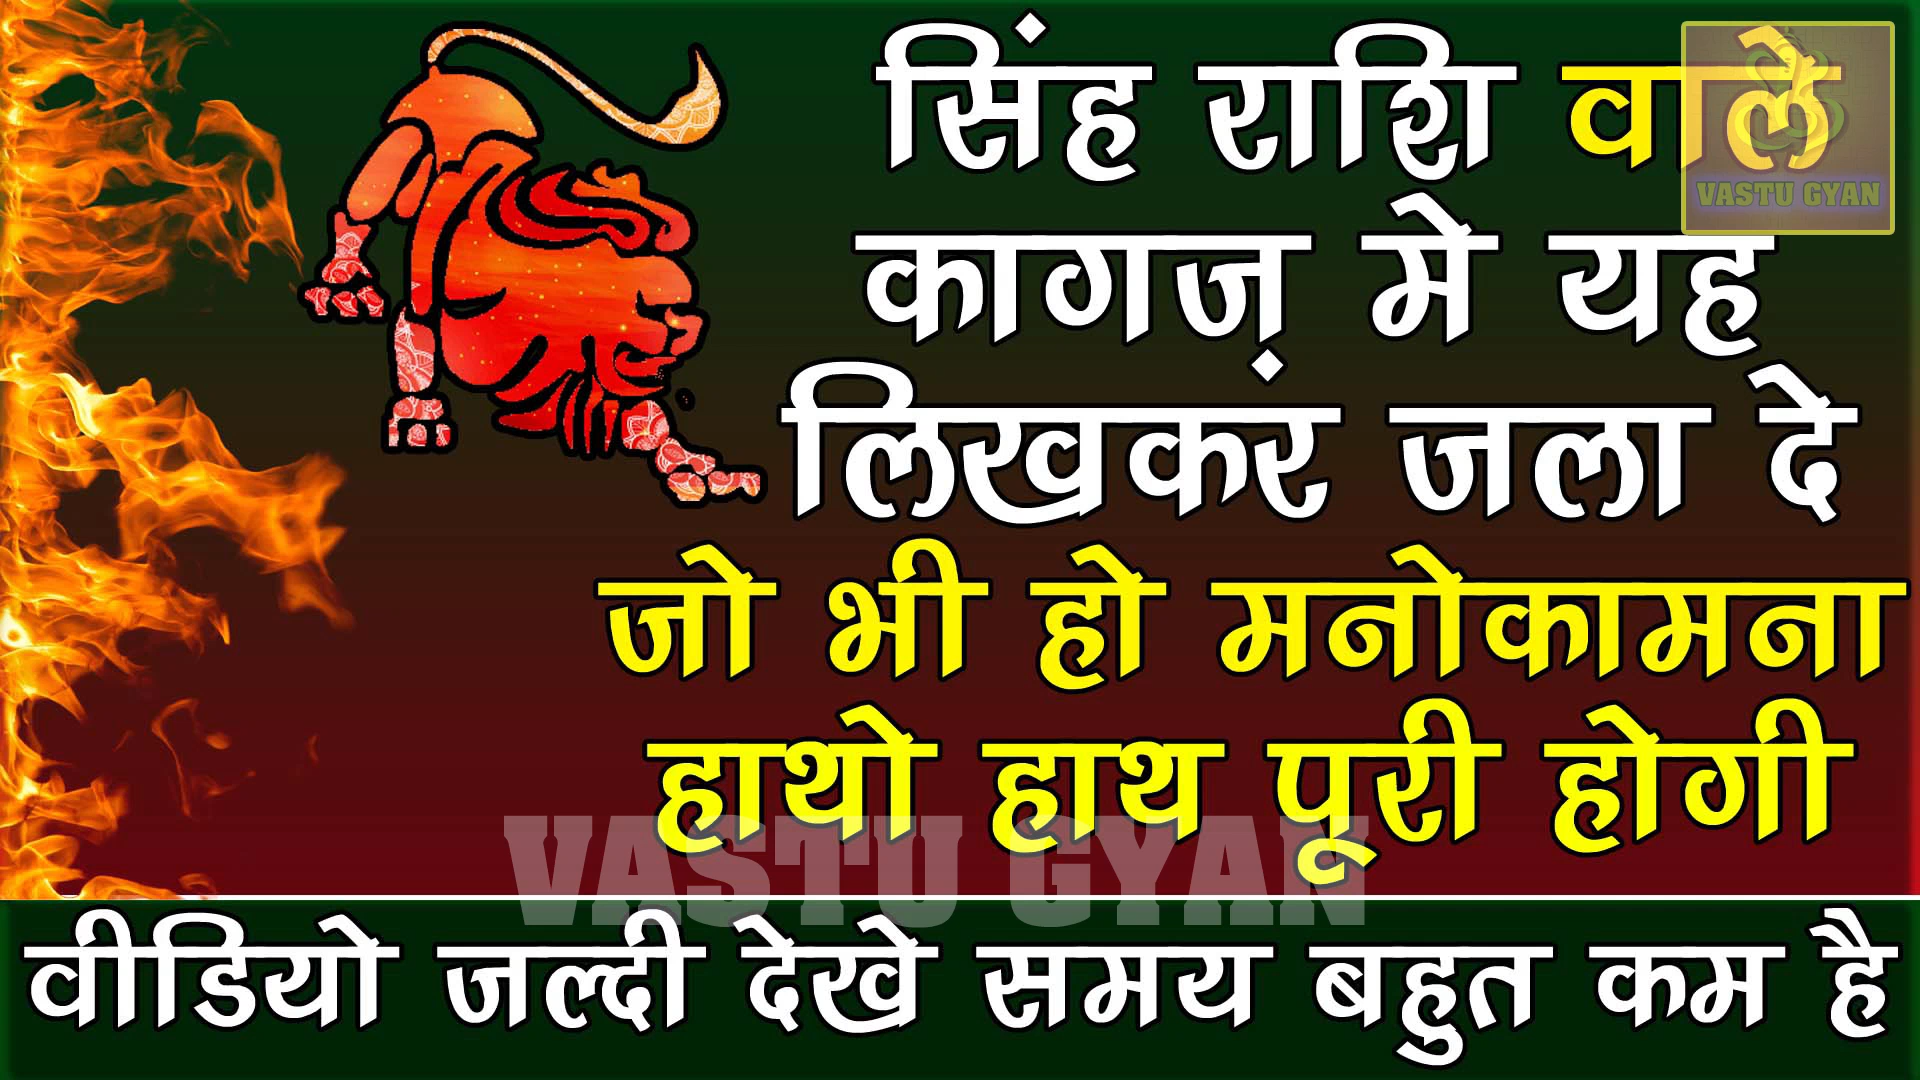 सिंह राशि वाले
कागज़ मे यह
लिखकर जला दे
जो भी हो मनोकामना
हाथो हाथ पूरी होगी
वीडियो जल्दी देखे समय बहुत कम है
VASTU GYAN
VASTU GYAN